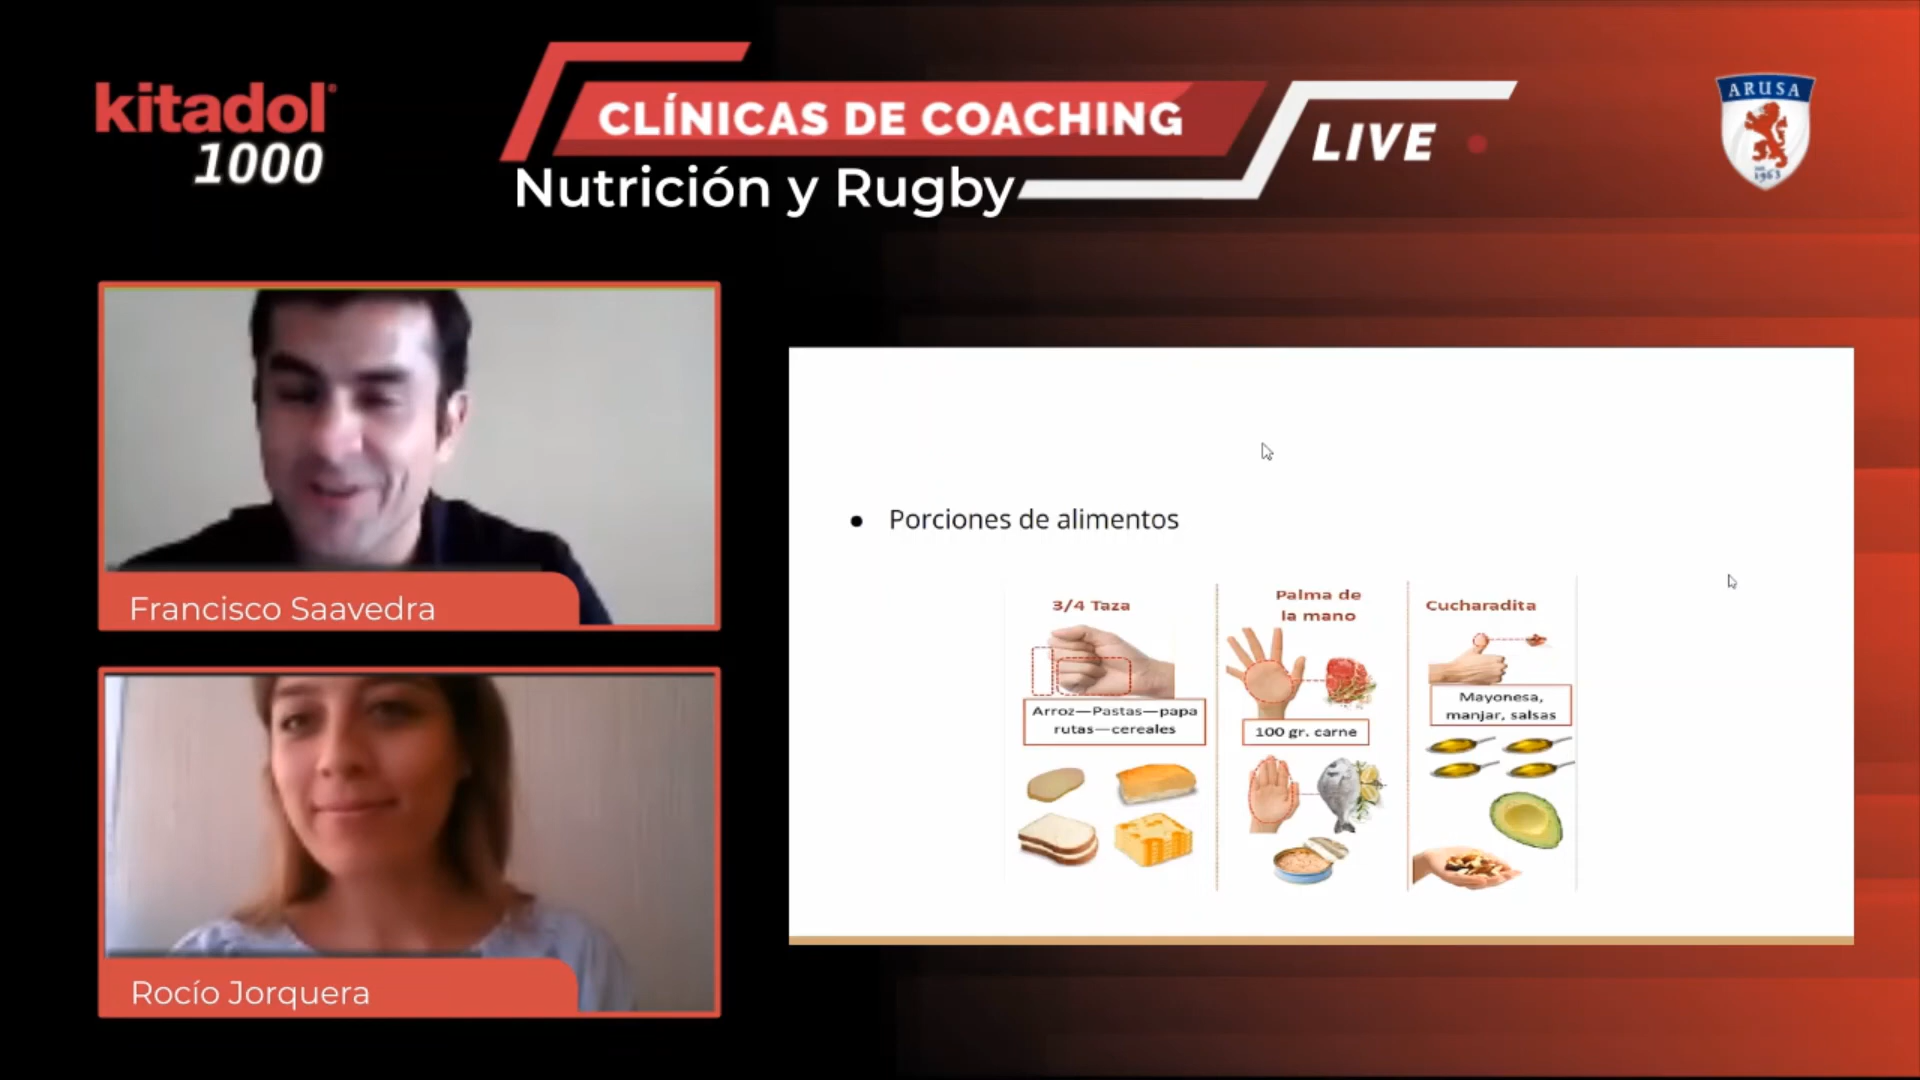 kitadol
1000
CLÍNICAS DE COACHING
LIVE
Nutrición y Rugby
ARUSA
1963
Francisco Saavedra
Rocío Jorquera
• Porciones de alimentos
3/4 Taza
Arroz—Pastas—papa
rutas—cereales
Palma de
la mano
100 gr. carne
Cucharadita
Mayonesa,
manjar, salsas